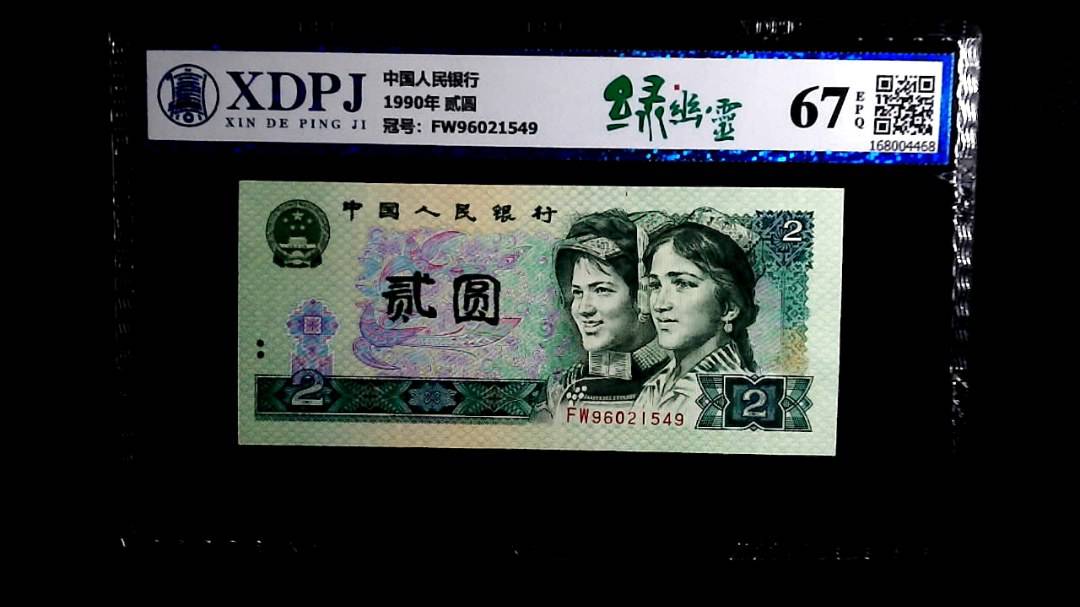 XDPJ
XIN DE PING JI
中国人民银行
1990年 贰圆
冠号: FW96021549
绿幽靈
67
EPQ
168004468
中国人民银行
2
贰圆
2
2
FW96021549